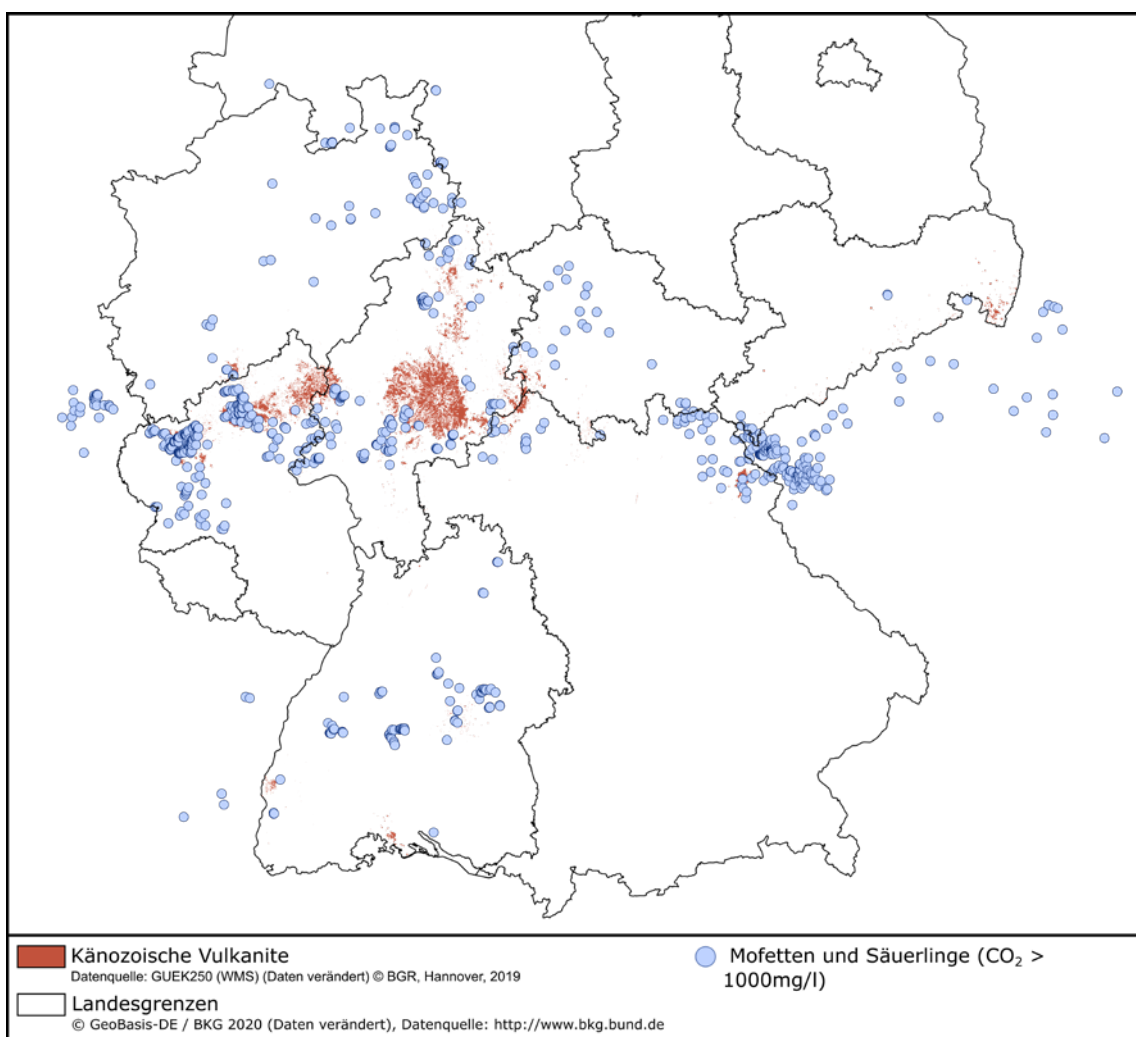 Känozoische Vulkanite
Datenquelle: GUEK250 (WMS) (Daten verändert) © BGR, Hannover, 2019
Landesgrenzen
© GeoBasis-DE / BKG 2020 (Daten verändert), Datenquelle: http://www.bkg.bund.de
Mofetten und Säuerlinge (CO₂ >
1000mg/l)